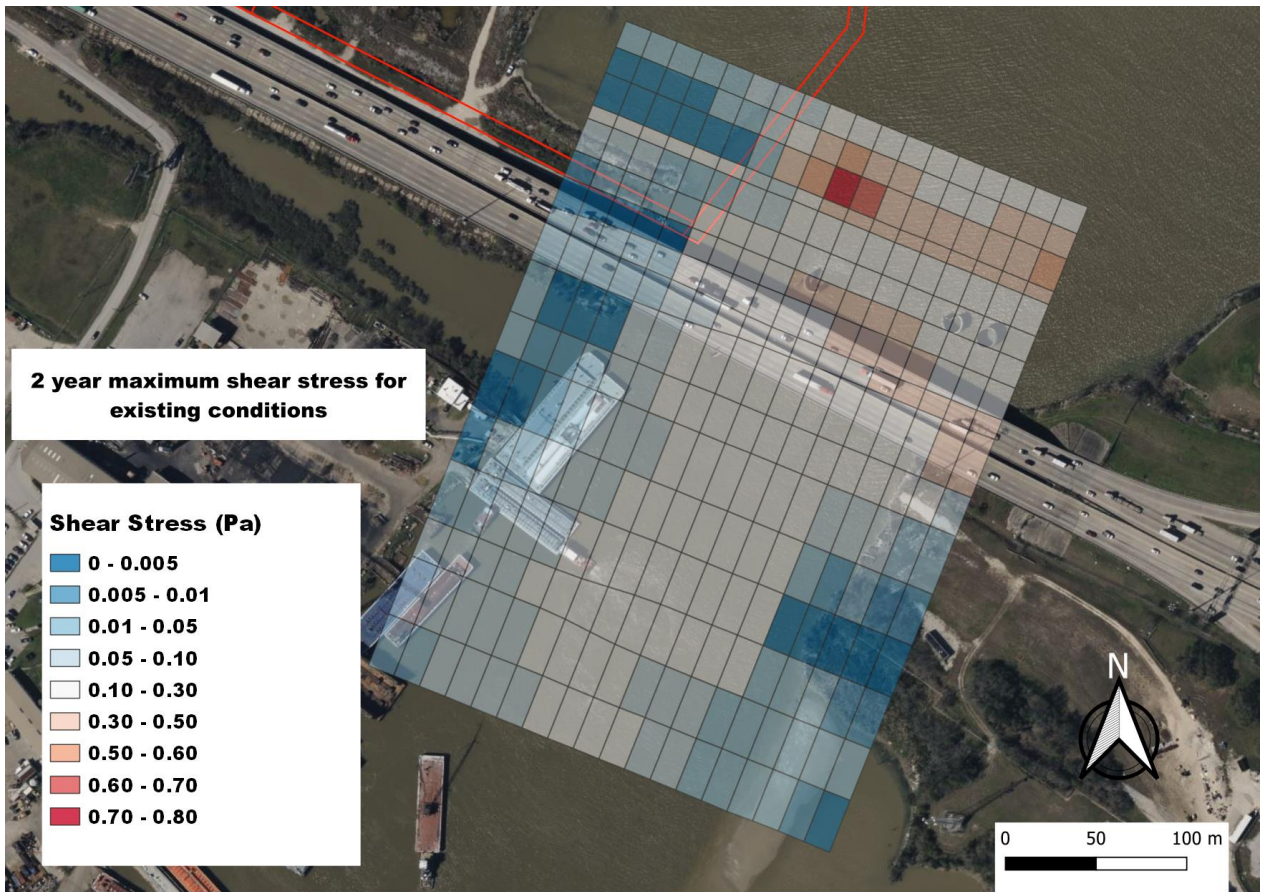 2 year maximum shear stress for
existing conditions
Shear Stress (Pa)
0 - 0.005
0.005 - 0.01
0.01 - 0.05
0.05 - 0.10
0.10 - 0.30
0.30 - 0.50
0.50 - 0.60
0.60 - 0.70
0.70 - 0.80
N
0 50 100 m